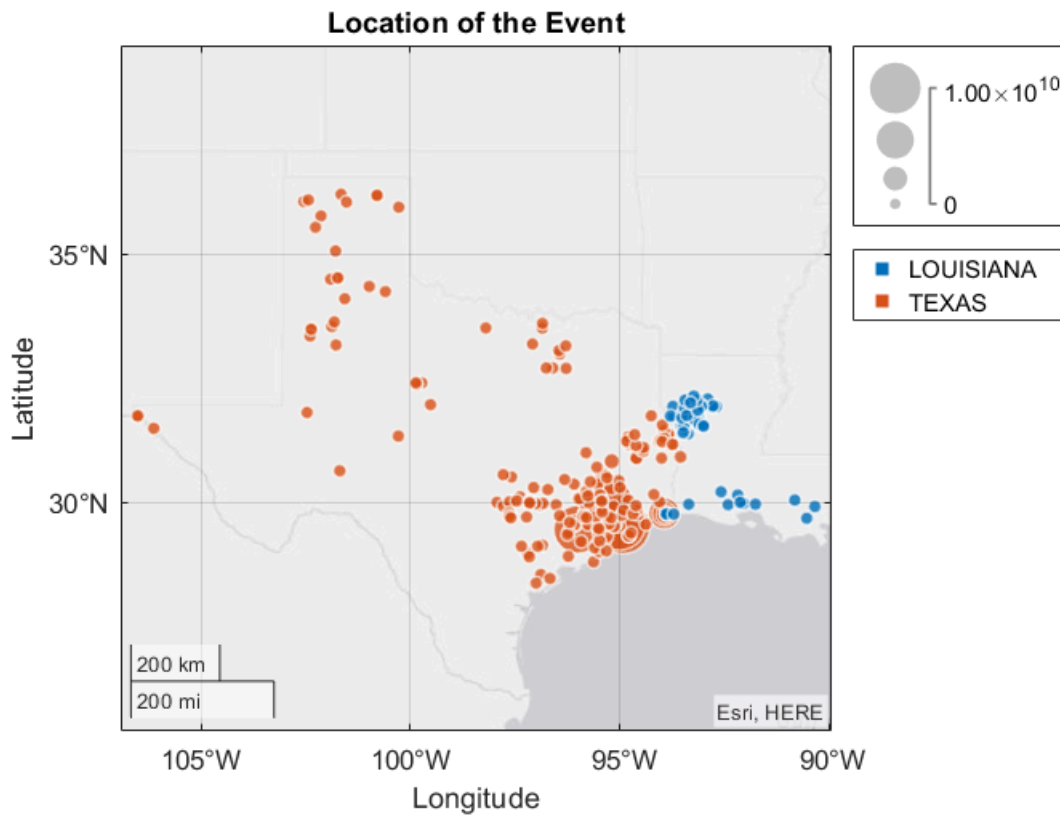 Location of the Event
1.00×10¹⁰
0
LOUISIANA
TEXAS
35°N
30°N
Latitude
200 km
200 mi
Esri, HERE
105°W
100°W
95°W
90°W
Longitude